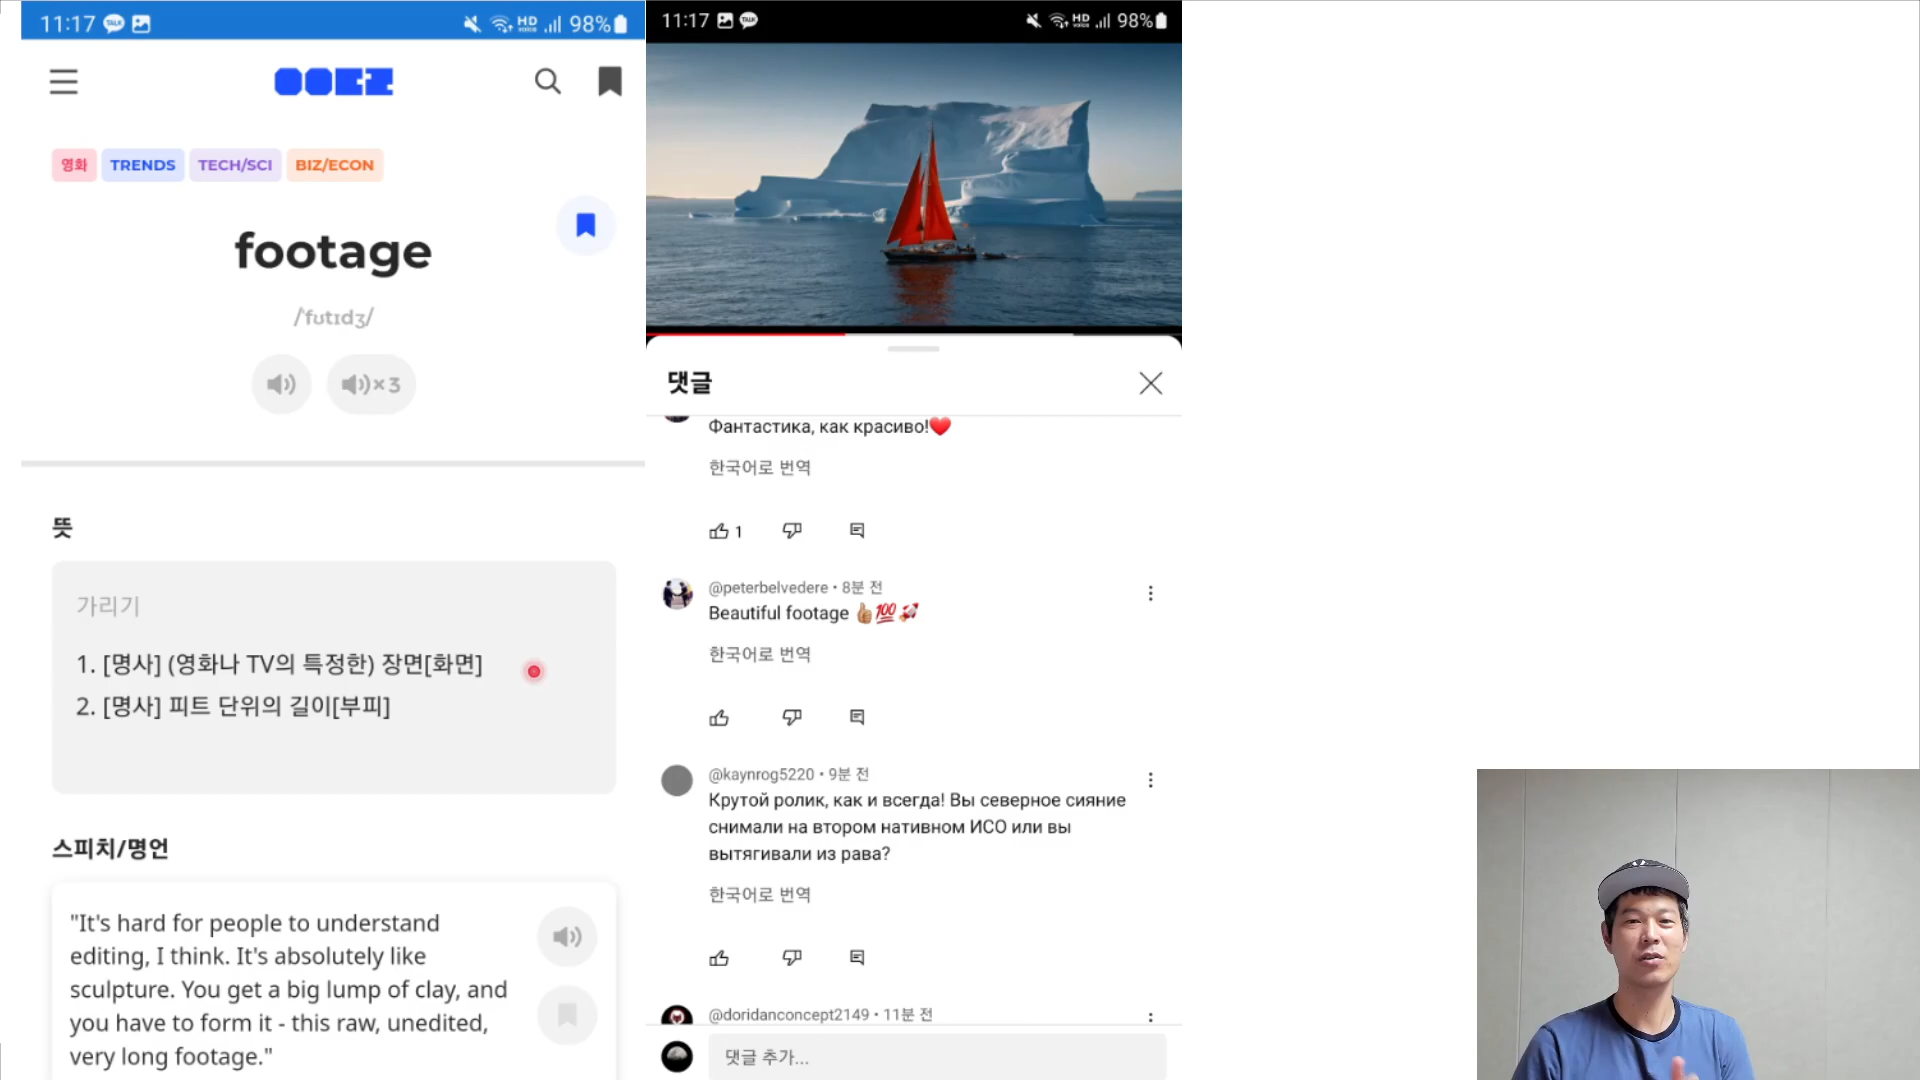 11:17 98%
영화 TRENDS TECH/SCI BIZ/ECON
footage
/ˈfʊtɪdʒ/
×3
뜻
가리기
1. [명사] (영화나 TV의 특정한) 장면[화면]
2. [명사] 피트 단위의 길이[부피]
스피치/명언
"It's hard for people to understand
editing, I think. It's absolutely like
sculpture. You get a big lump of clay, and
you have to form it - this raw, unedited,
very long footage."
11:17 98%
댓글
Фантастика, как красиво!❤️
한국어로 번역
1
@peterbelvedere • 8분 전
Beautiful footage 👍🏽💯🚀
한국어로 번역
@kaynrog5220 • 9분 전
Крутой ролик, как и всегда! Вы северное сияние
снимали на втором нативном ИСО или вы
вытягивали из рава?
한국어로 번역
@doridanconcept2149 • 11분 전
댓글 추가...